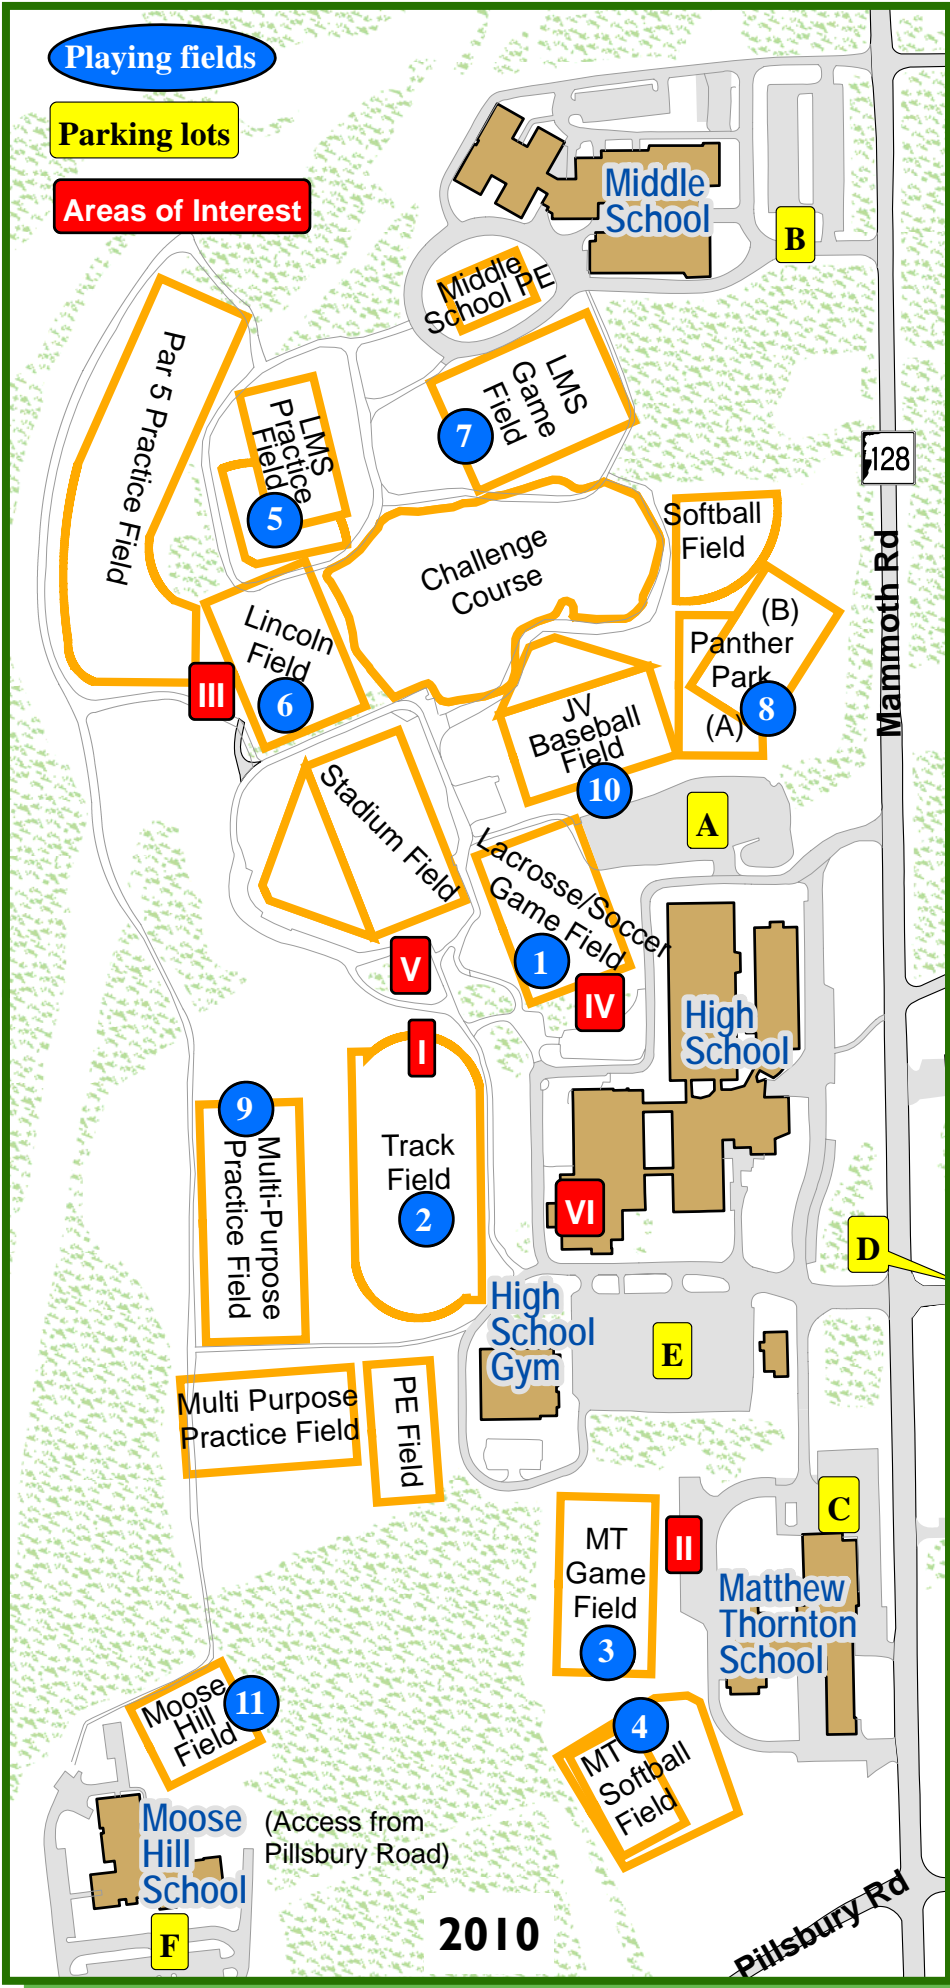 Playing fields
Parking lots
Areas of Interest
Middle
School
B
Middle
School PE
Par 5 Practice Field
LMS
Practice
Field
5
LMS
Game
Field
7
128
Mammoth Rd
Challenge
Course
Softball
Field
(B)
Panther
Park
(A)
8
Lincoln
Field
6
III
JV
Baseball
Field
10
A
Stadium Field
Lacrosse/Soccer
Game Field
1
IV
V
I
High
School
9
Multi-Purpose
Practice Field
Track
Field
2
VI
D
High
School
Gym
E
Multi Purpose
Practice Field
PE Field
C
MT
Game
Field
3
II
Matthew
Thornton
School
Moose
Hill
Field
11
4
MT
Softball
Field
Moose
Hill
School
(Access from
Pillsbury Road)
F
2010
Pillsbury Rd